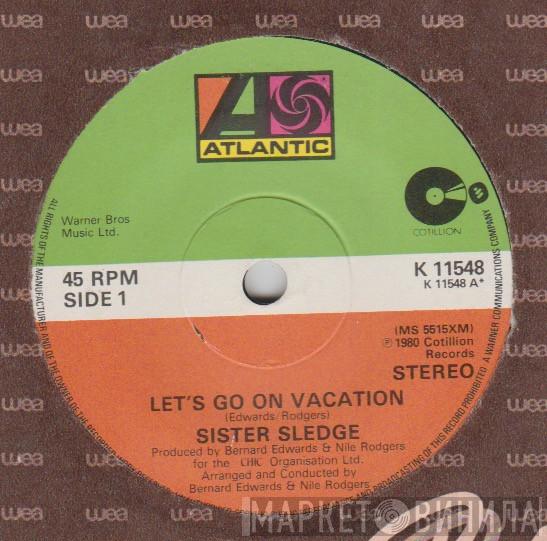 ATLANTIC
COTILLION
Warner Bros
Music Ltd.
45 RPM
SIDE 1
K 11548
K 11548 A*
(MS 5515XM)
℗ 1980 Cotillion
Records
STEREO
LET'S GO ON VACATION
(Edwards/Rodgers)
SISTER SLEDGE
Produced by Bernard Edwards & Nile Rodgers
for the CHIC Organisation Ltd.
Arranged and Conducted by
Bernard Edwards & Nile Rodgers
ALL RIGHTS OF THE MANUFACTURER AND OF THE OWNER OF THE RECORDED
BROADCASTING OF THIS RECORD PROHIBITED
A WARNER COMMUNICATIONS COMPANY
wea
МАРКЕТ ВИНИЛА